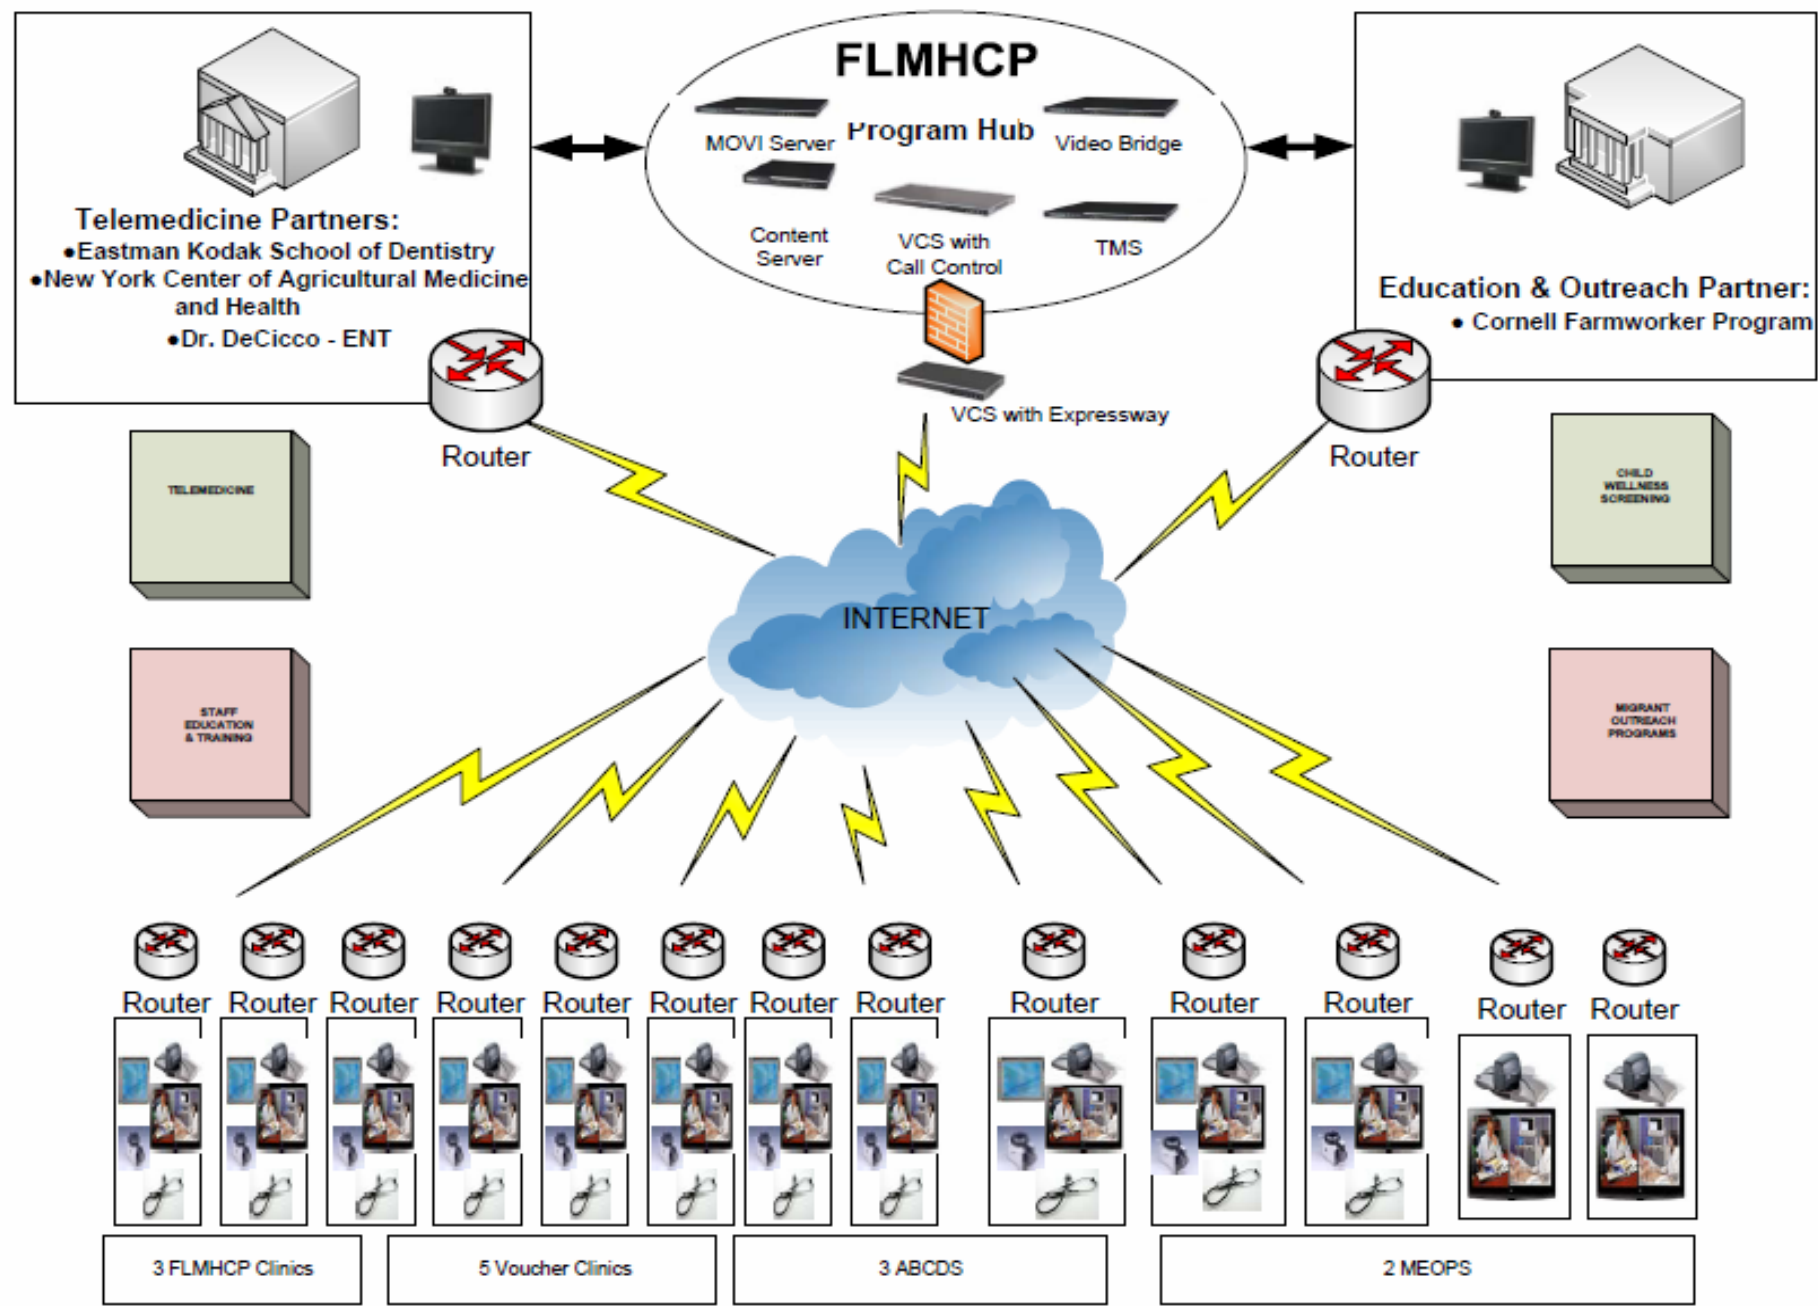 FLMHCP
Program Hub
MOVI Server
Video Bridge
Content
Server
VCS with
Call Control
TMS
VCS with Expressway
Telemedicine Partners:
●Eastman Kodak School of Dentistry
●New York Center of Agricultural Medicine
and Health
●Dr. DeCicco - ENT
Router
Education & Outreach Partner:
● Cornell Farmworker Program
Router
TELEMEDICINE
CHILD
WELLNESS
SCREENING
INTERNET
STAFF
EDUCATION
& TRAINING
MIGRANT
OUTREACH
PROGRAMS
Router Router Router Router Router Router Router Router Router Router Router Router Router
3 FLMHCP Clinics
5 Voucher Clinics
3 ABCDS
2 MEOPS